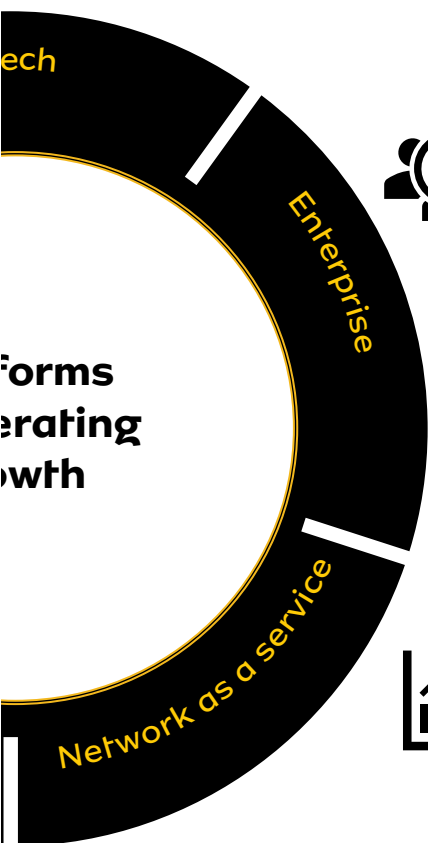 ech
Enterprise
forms
erating
owth
Network as a service